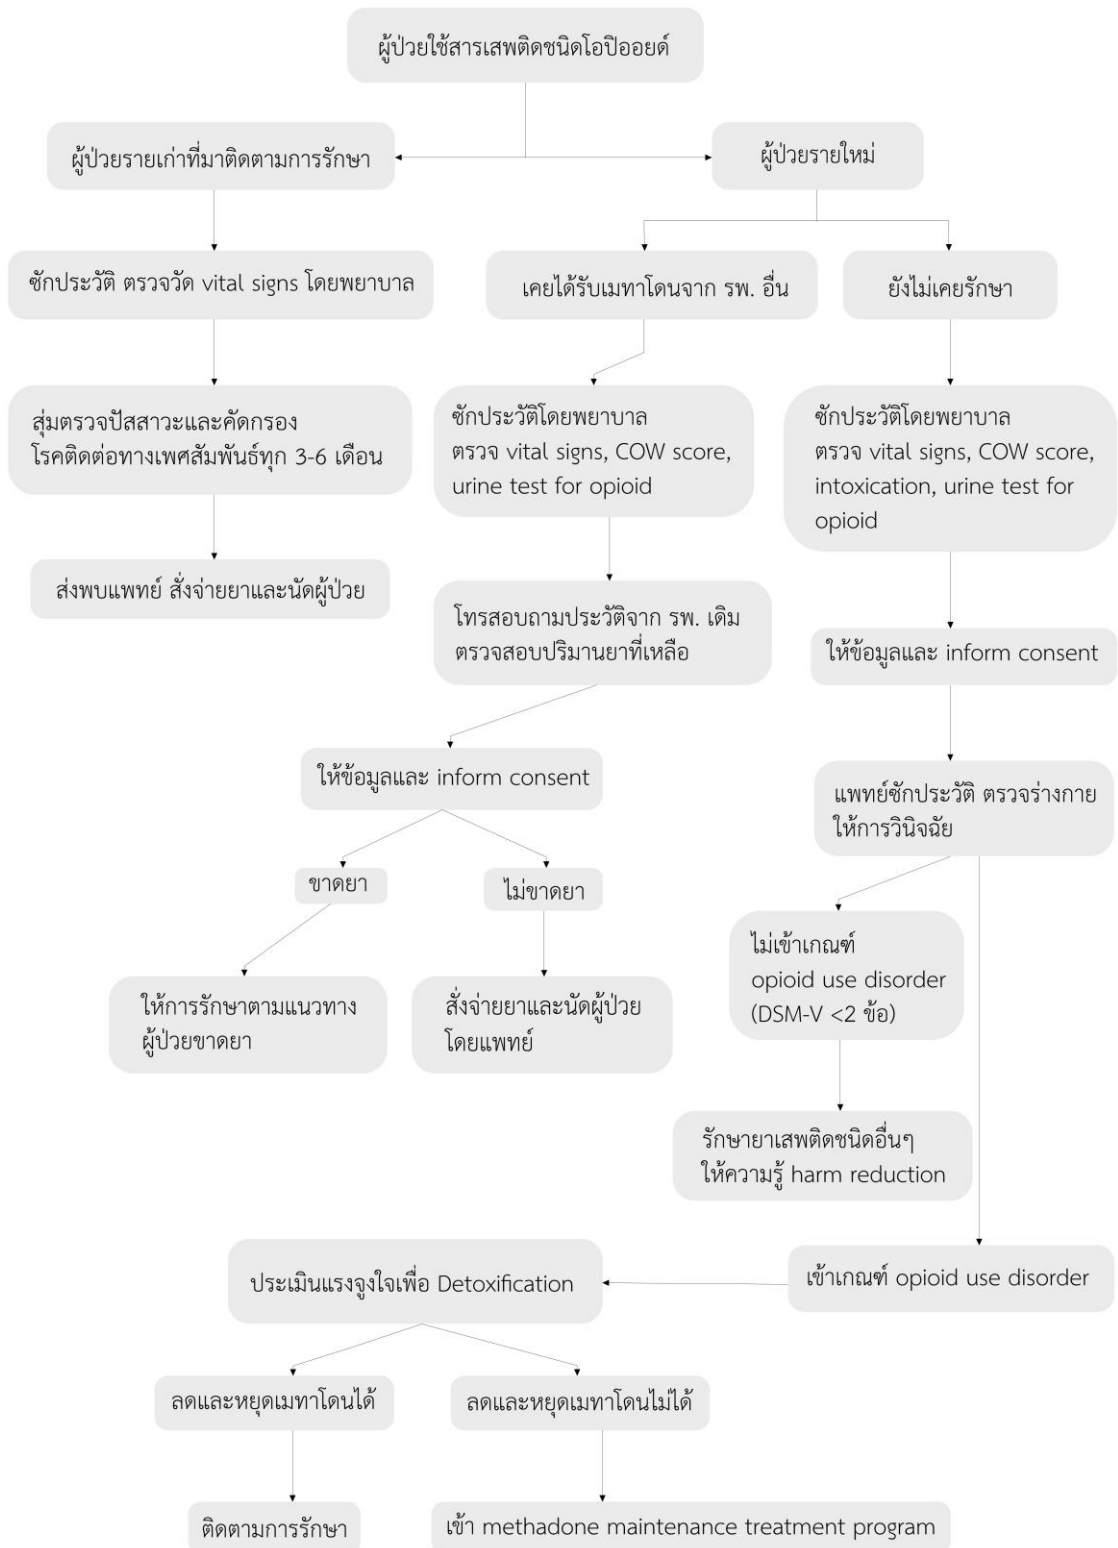 ผู้ป่วยใช้สารเสพติดชนิดโอปิออยด์
ผู้ป่วยรายเก่าที่มาติดตามการรักษา
ผู้ป่วยรายใหม่
ซักประวัติ ตรวจวัด vital signs โดยพยาบาล
เคยได้รับเมทาโดนจาก รพ. อื่น
ยังไม่เคยรักษา
สุ่มตรวจปัสสาวะและคัดกรอง
โรคติดต่อทางเพศสัมพันธ์ทุก 3-6 เดือน
ซักประวัติโดยพยาบาล
ตรวจ vital signs, COW score,
urine test for opioid
ซักประวัติโดยพยาบาล
ตรวจ vital signs, COW score,
intoxication, urine test for
opioid
ส่งพบแพทย์ สั่งจ่ายยาและนัดผู้ป่วย
โทรสอบถามประวัติจาก รพ. เดิม
ตรวจสอบปริมาณยาที่เหลือ
ให้ข้อมูลและ inform consent
ให้ข้อมูลและ inform consent
แพทย์ซักประวัติ ตรวจร่างกาย
ให้การวินิจฉัย
ขาดยา
ไม่ขาดยา
ไม่เข้าเกณฑ์
opioid use disorder
(DSM-V <2 ข้อ)
ให้การรักษาตามแนวทาง
ผู้ป่วยขาดยา
สั่งจ่ายยาและนัดผู้ป่วย
โดยแพทย์
รักษายาเสพติดชนิดอื่นๆ
ให้ความรู้ harm reduction
ประเมินแรงจูงใจเพื่อ Detoxification
เข้าเกณฑ์ opioid use disorder
ลดและหยุดเมทาโดนได้
ลดและหยุดเมทาโดนไม่ได้
ติดตามการรักษา
เข้า methadone maintenance treatment program